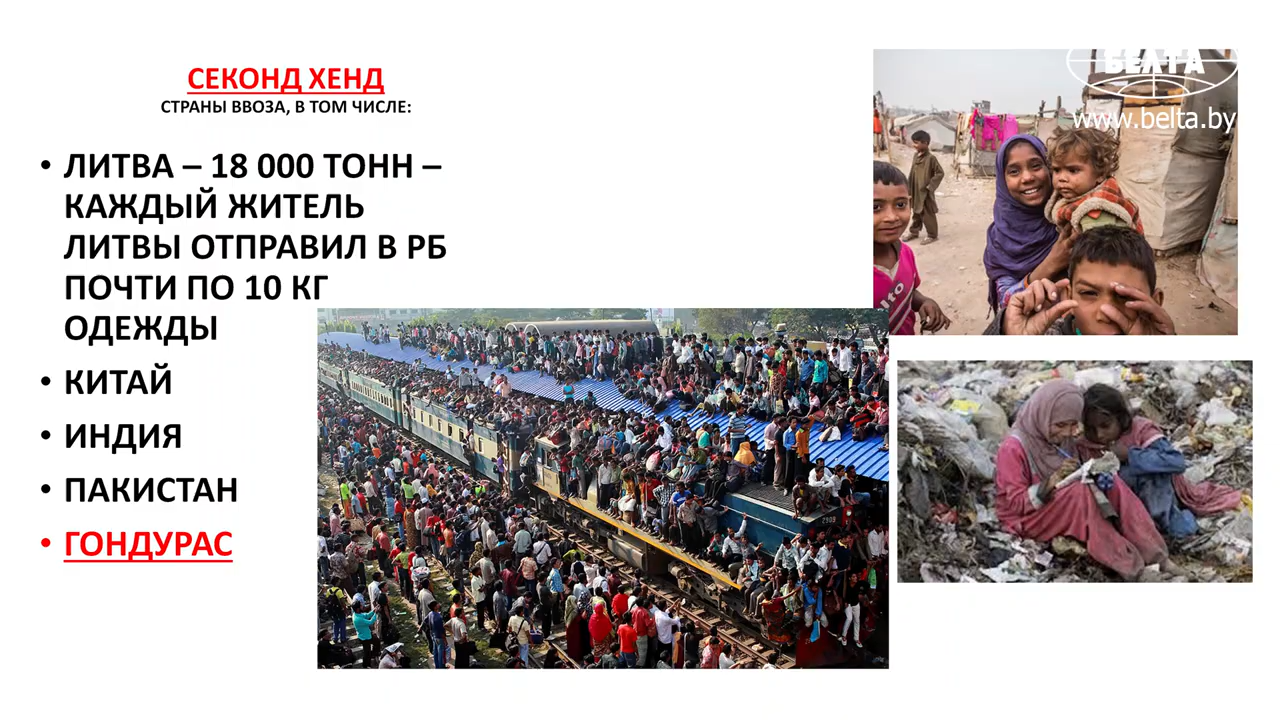 СЕКОНД ХЕНД
СТРАНЫ ВВОЗА, В ТОМ ЧИСЛЕ:
• ЛИТВА – 18 000 ТОНН –
КАЖДЫЙ ЖИТЕЛЬ
ЛИТВЫ ОТПРАВИЛ В РБ
ПОЧТИ ПО 10 КГ
ОДЕЖДЫ
• КИТАЙ
• ИНДИЯ
• ПАКИСТАН
• ГОНДУРАС
БЕЛТА
www.belta.by